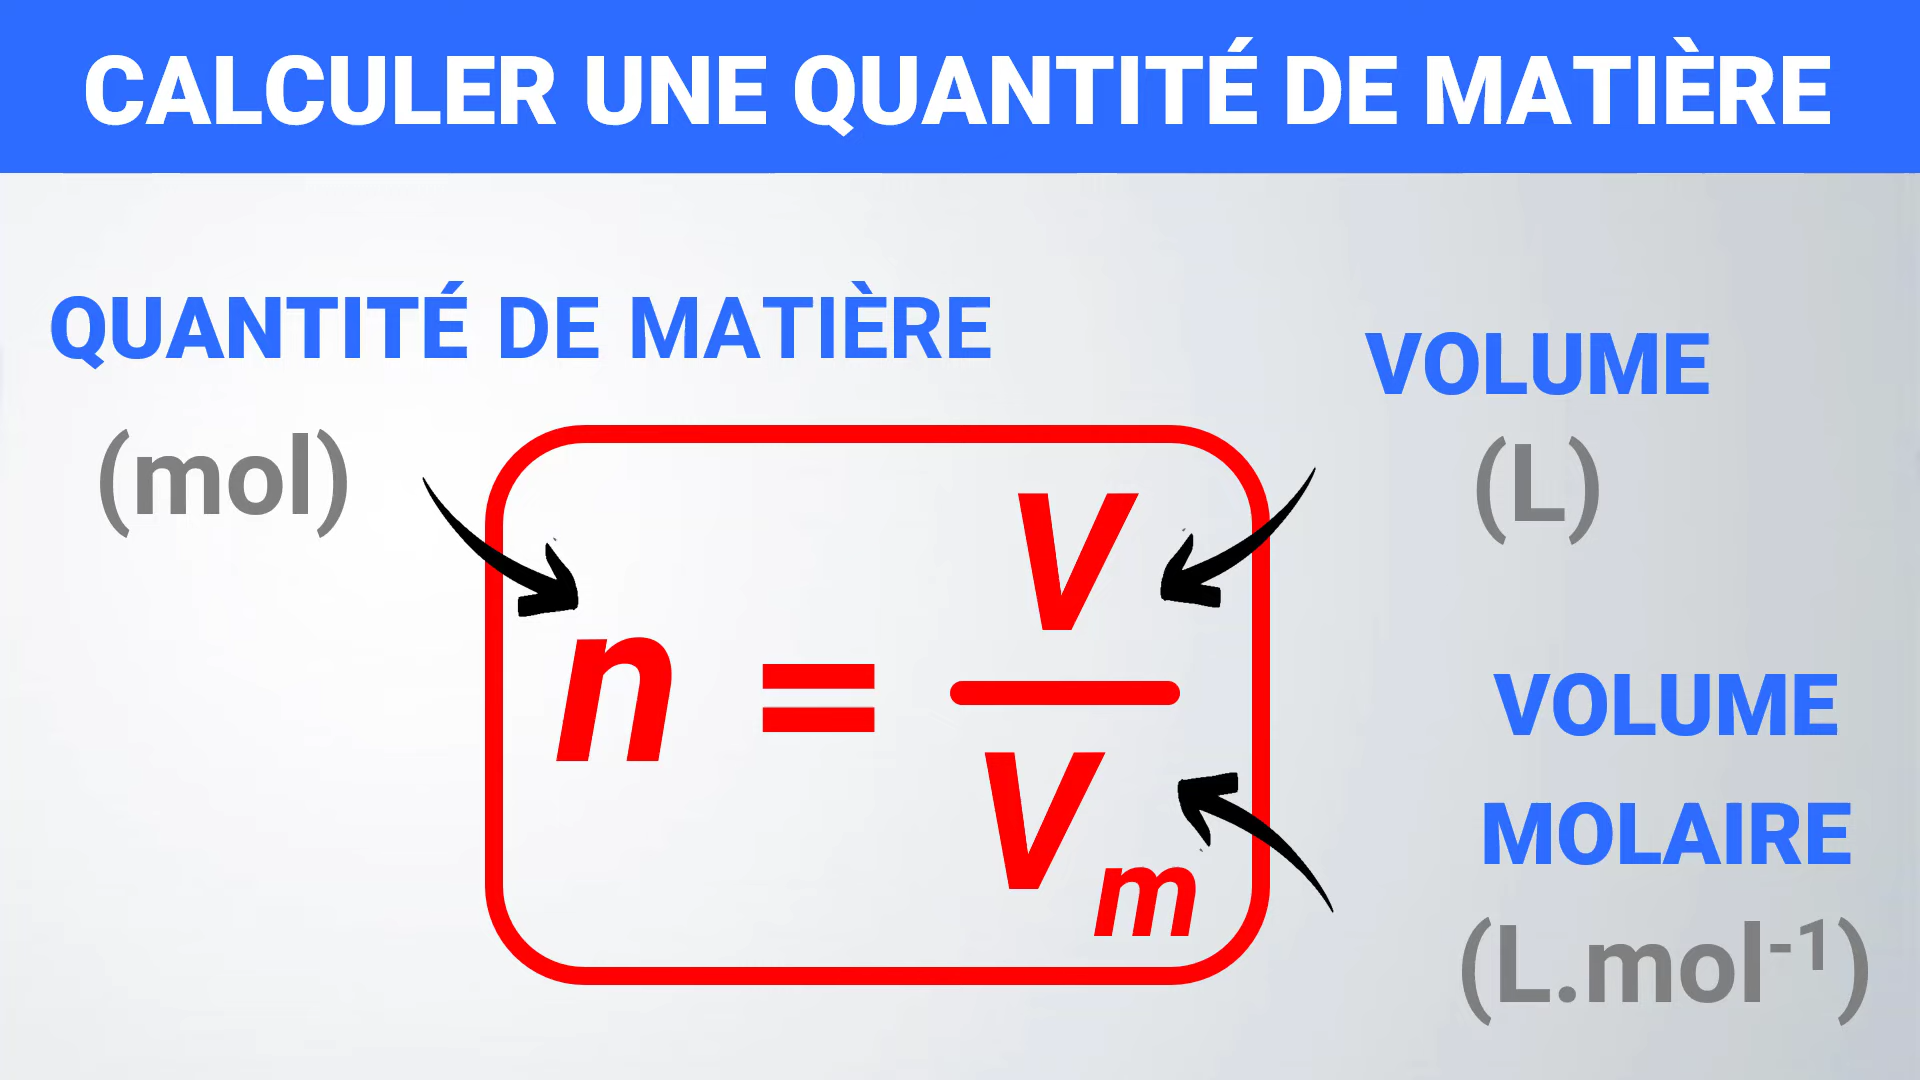 CALCULER UNE QUANTITÉ DE MATIÈRE
QUANTITÉ DE MATIÈRE
(mol)
VOLUME
(L)
n = V / Vm
VOLUME
MOLAIRE
(L.mol⁻¹)